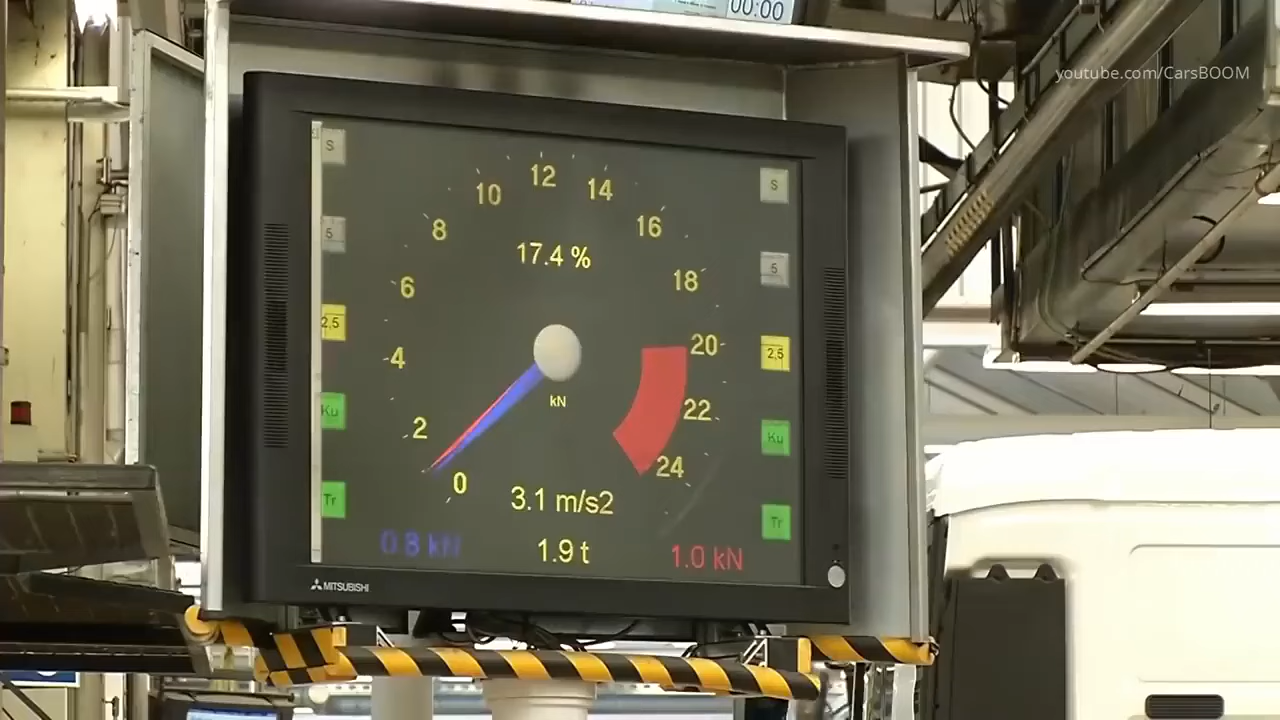 00:00
youtube.com/CarsBOOM
S
12
10
14
S
8
16
5
17.4 %
5
6
18
2,5
20
2,5
4
kN
Ku
2
22
Ku
24
0
Tr
3.1 m/s2
Tr
0.8 kN
1.9 t
1.0 kN
MITSUBISHI